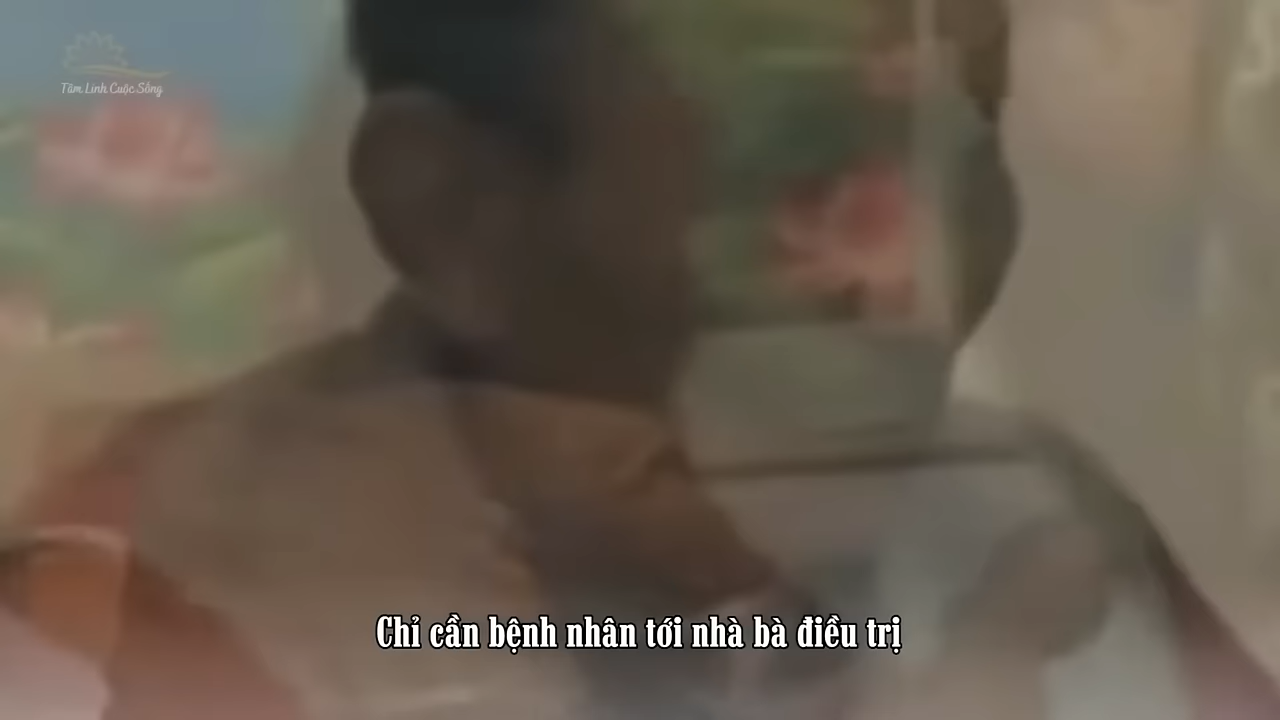 Tâm Linh Cuộc Sống
Chỉ cần bệnh nhân tới nhà bà điều trị